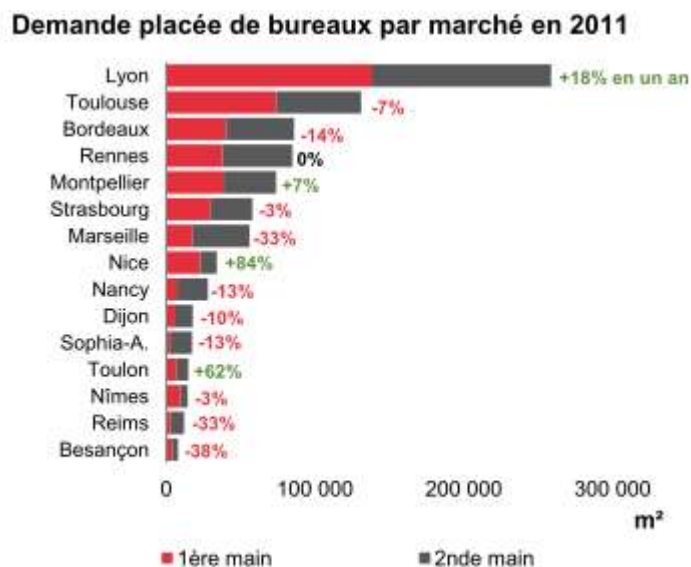 Demande placée de bureaux par marché en 2011
Lyon +18% en un an
Toulouse -7%
Bordeaux -14%
Rennes 0%
Montpellier +7%
Strasbourg -3%
Marseille -33%
Nice +84%
Nancy -13%
Dijon -10%
Sophia-A. -13%
Toulon +62%
Nîmes -3%
Reims -33%
Besançon -38%
0 100 000 200 000 300 000
m²
1ère main 2nde main